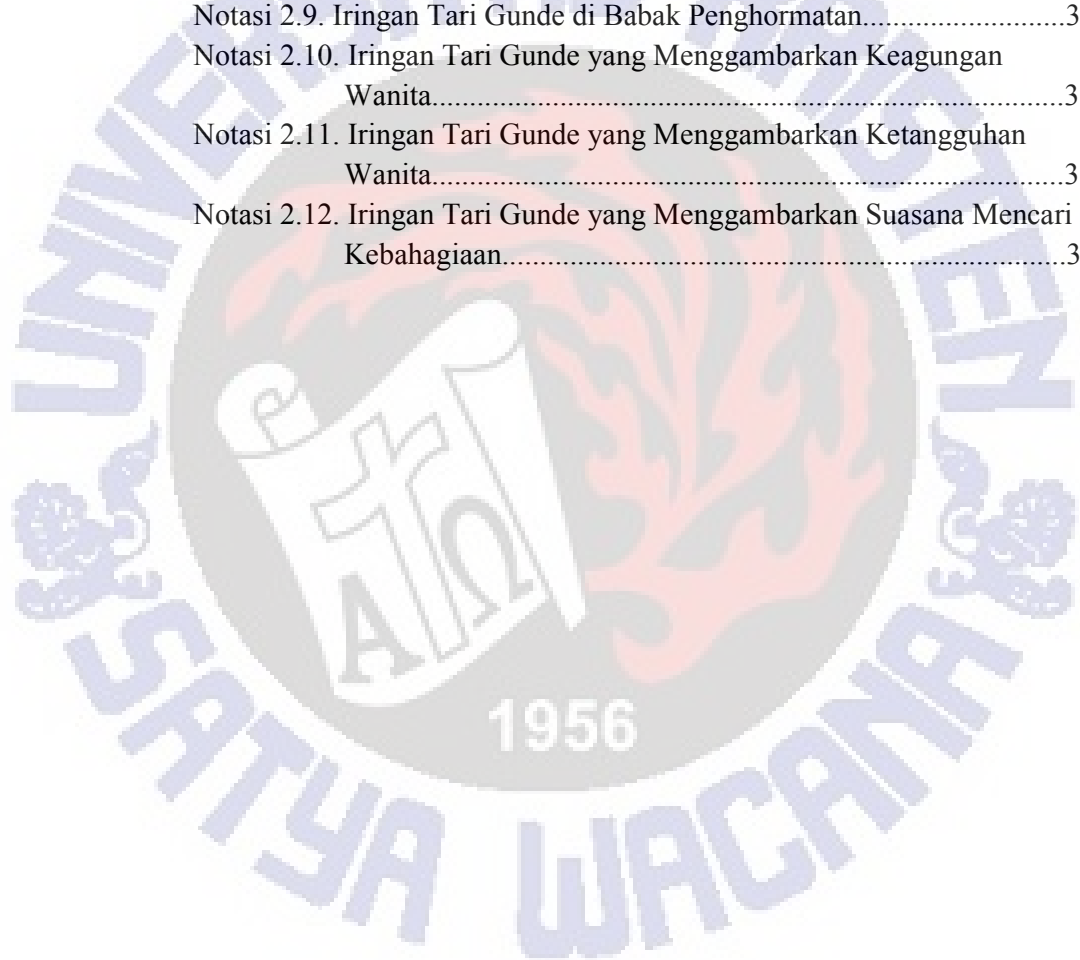 Notasi 2.9. Iringan Tari Gunde di Babak Penghormatan..............................3
Notasi 2.10. Iringan Tari Gunde yang Menggambarkan Keagungan
Wanita....................................................................................3
Notasi 2.11. Iringan Tari Gunde yang Menggambarkan Ketangguhan
Wanita....................................................................................3
Notasi 2.12. Iringan Tari Gunde yang Menggambarkan Suasana Mencari
Kebahagiaan...........................................................................3
UNIVERSITAS KRISTEN
Α Ω
1956
SATYA WACANA